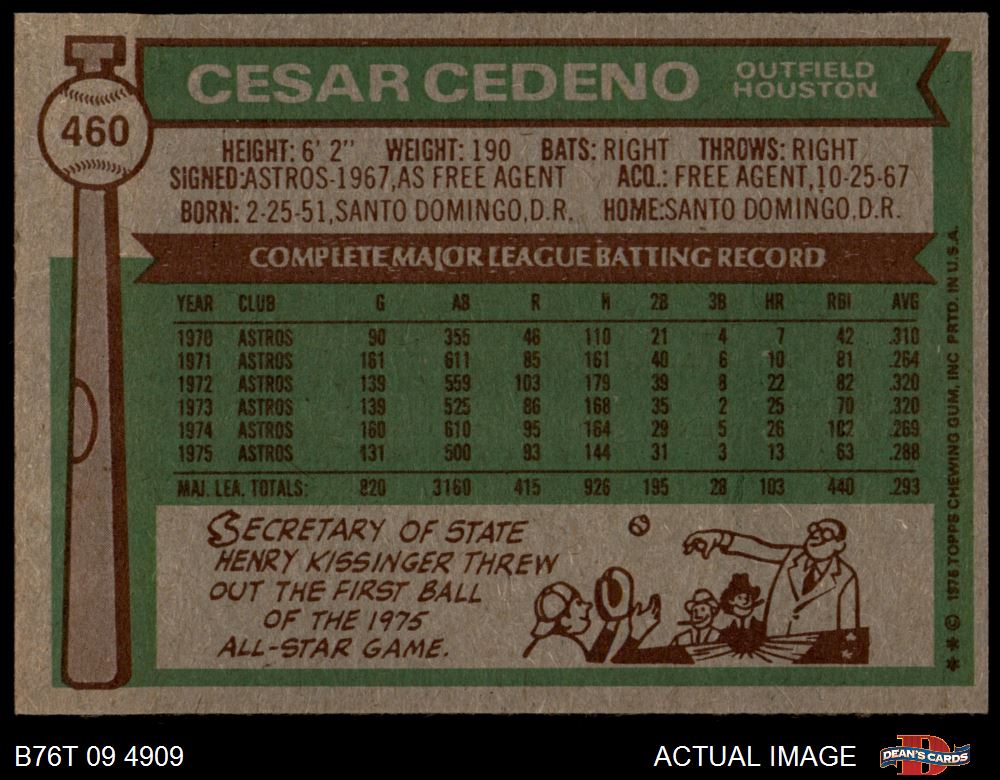 CESAR CEDENO
OUTFIELD
HOUSTON
460
HEIGHT: 6' 2" WEIGHT: 190 BATS: RIGHT THROWS: RIGHT
SIGNED:ASTROS-1967,AS FREE AGENT ACQ.: FREE AGENT,10-25-67
BORN: 2-25-51,SANTO DOMINGO,D.R. HOME:SANTO DOMINGO,D.R.
COMPLETE MAJOR LEAGUE BATTING RECORD
YEAR CLUB G AB R H 2B 3B HR RBI AVG
1970 ASTROS 90 355 46 110 21 4 7 42 .310
1971 ASTROS 161 611 85 161 40 6 10 81 .264
1972 ASTROS 139 559 103 179 39 8 22 82 .320
1973 ASTROS 139 525 86 168 35 2 25 70 .320
1974 ASTROS 160 610 95 164 29 5 26 102 .269
1975 ASTROS 131 500 93 144 31 3 13 63 .288
MAJ. LEA. TOTALS: 820 3160 415 926 195 28 103 440 .293
SECRETARY OF STATE
HENRY KISSINGER THREW
OUT THE FIRST BALL
OF THE 1975
ALL-STAR GAME.
** © 1976 TOPPS CHEWING GUM, INC PRTD. IN U.S.A.
B76T 09 4909
ACTUAL IMAGE
DEAN'S CARDS